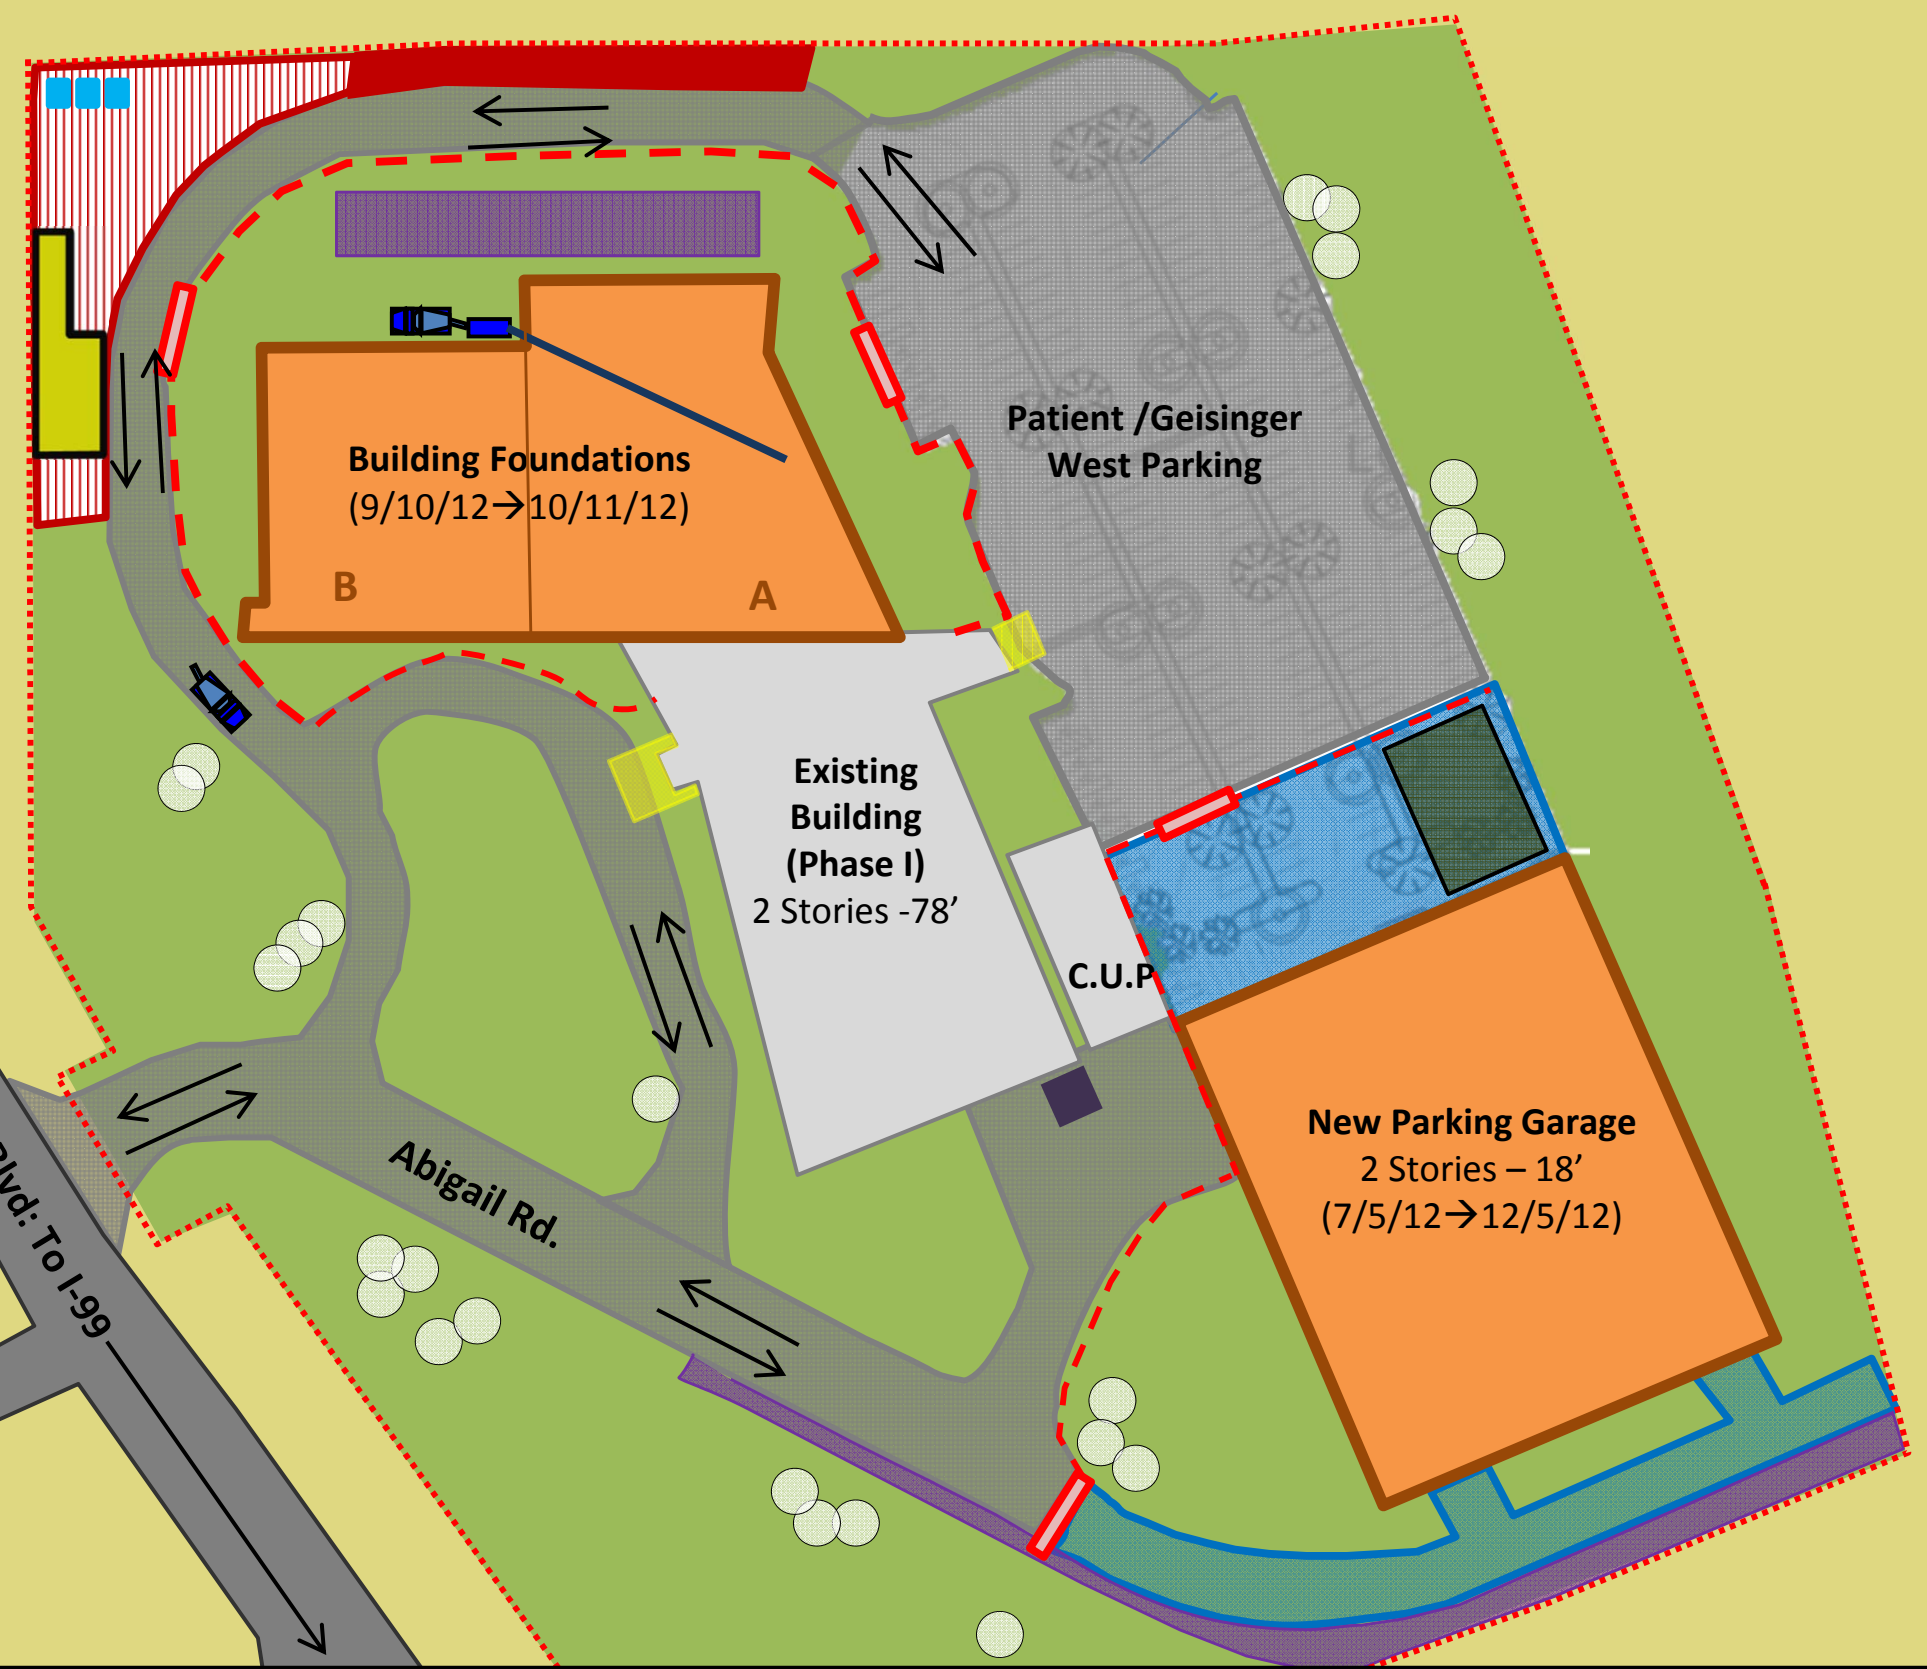 Patient /Geisinger
West Parking
Building Foundations
(9/10/12→10/11/12)
B
A
Existing
Building
(Phase I)
2 Stories -78’
C.U.P
New Parking Garage
2 Stories – 18’
(7/5/12→12/5/12)
Abigail Rd.
Blvd: To I-99